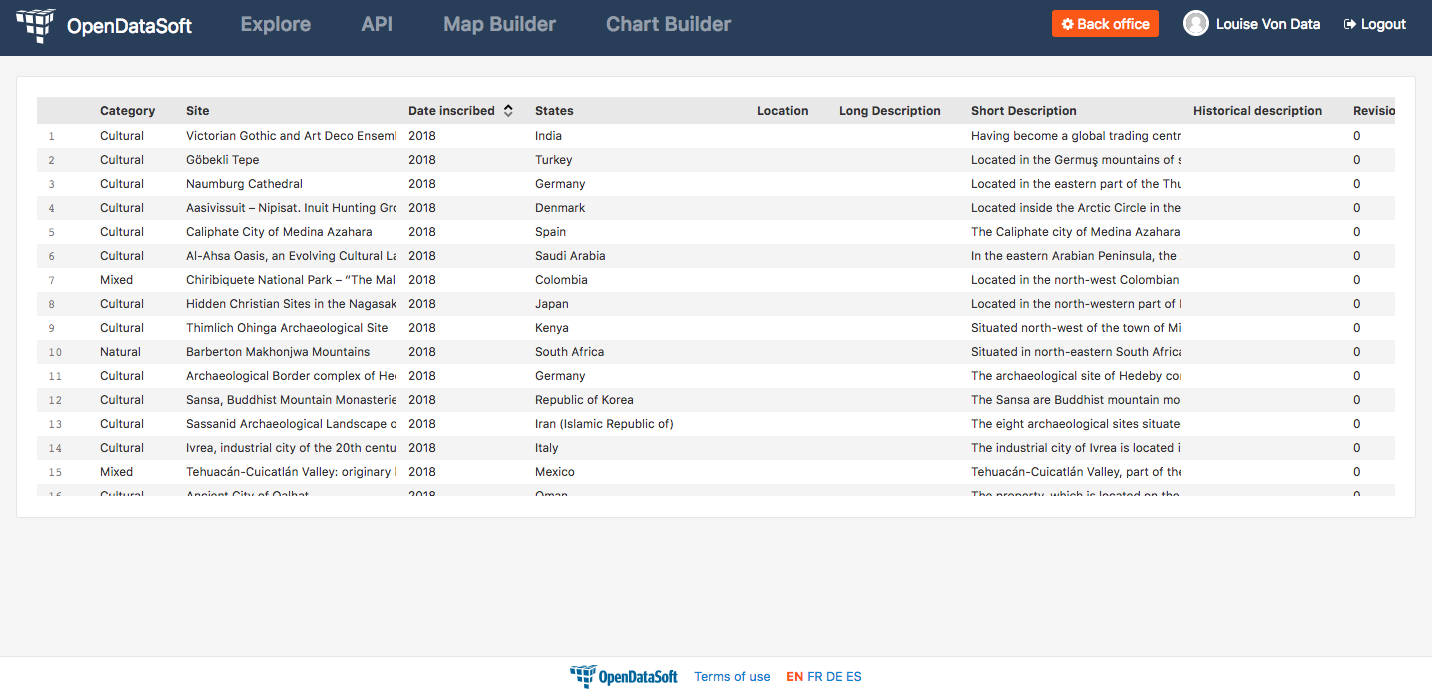 OpenDataSoft Explore API Map Builder Chart Builder Back office Louise Von Data Logout
Category Site Date inscribed States Location Long Description Short Description Historical description Revisio
1 Cultural Victorian Gothic and Art Deco Ensem 2018 India Having become a global trading centr 0
2 Cultural Göbekli Tepe 2018 Turkey Located in the Germuş mountains of s 0
3 Cultural Naumburg Cathedral 2018 Germany Located in the eastern part of the Thu 0
4 Cultural Aasivissuit – Nipisat. Inuit Hunting Gro 2018 Denmark Located inside the Arctic Circle in the 0
5 Cultural Caliphate City of Medina Azahara 2018 Spain The Caliphate city of Medina Azahara 0
6 Cultural Al-Ahsa Oasis, an Evolving Cultural La 2018 Saudi Arabia In the eastern Arabian Peninsula, the 0
7 Mixed Chiribiquete National Park – “The Mal 2018 Colombia Located in the north-west Colombian 0
8 Cultural Hidden Christian Sites in the Nagasak 2018 Japan Located in the north-western part of 0
9 Cultural Thimlich Ohinga Archaeological Site 2018 Kenya Situated north-west of the town of Mi 0
10 Natural Barberton Makhonjwa Mountains 2018 South Africa Situated in north-eastern South Africa 0
11 Cultural Archaeological Border complex of He 2018 Germany The archaeological site of Hedeby co 0
12 Cultural Sansa, Buddhist Mountain Monasterie 2018 Republic of Korea The Sansa are Buddhist mountain mo 0
13 Cultural Sassanid Archaeological Landscape o 2018 Iran (Islamic Republic of) The eight archaeological sites situate 0
14 Cultural Ivrea, industrial city of the 20th centu 2018 Italy The industrial city of Ivrea is located i 0
15 Mixed Tehuacán-Cuicatlán Valley: originary 2018 Mexico Tehuacán-Cuicatlán Valley, part of the 0
16 Cultural Ancient City of Qalhat 2018 Oman The property, which is located on the 0
OpenDataSoft Terms of use EN FR DE ES